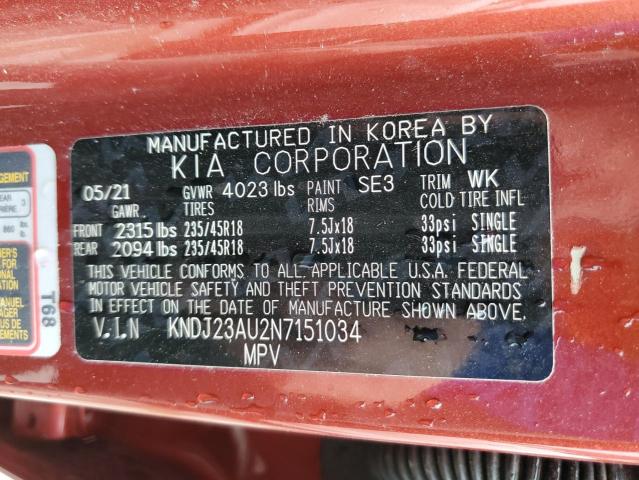 MANUFACTURED IN KOREA BY
KIA CORPORATION
05/21 GVWR 4023 lbs PAINT SE3 TRIM WK
GAWR TIRES RIMS COLD TIRE INFL
FRONT 2315 lbs 235/45R18 7.5Jx18 33psi SINGLE
REAR 2094 lbs 235/45R18 7.5Jx18 33psi SINGLE
THIS VEHICLE CONFORMS TO ALL APPLICABLE U.S.A. FEDERAL
MOTOR VEHICLE SAFETY AND THEFT PREVENTION STANDARDS
IN EFFECT ON THE DATE OF MANUFACTURE SHOWN ABOVE.
V.I.N KNDJ23AU2N7151034
MPV
3
860
T68